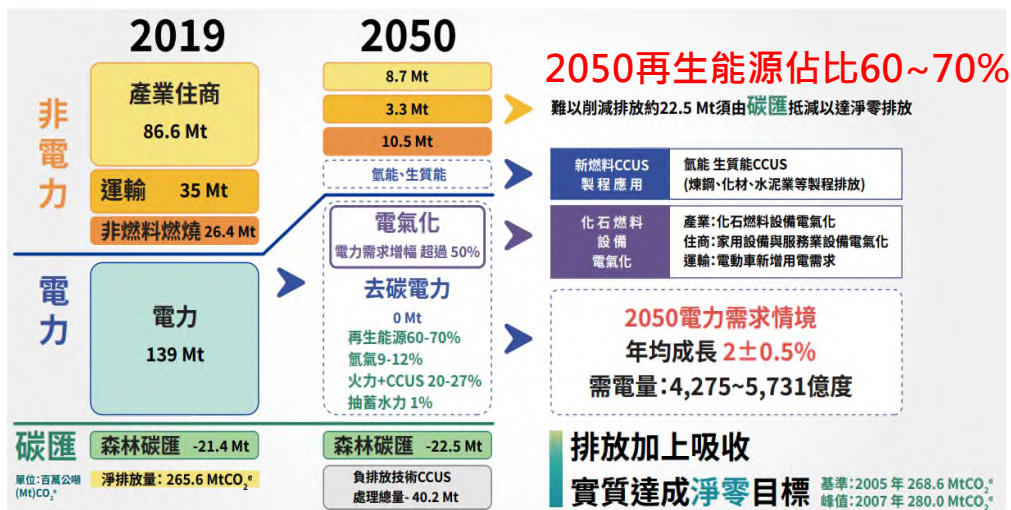 2019
2050
2050再生能源佔比60~70%
難以削減排放約22.5 Mt須由碳匯抵減以達淨零排放
非電力
產業住商
86.6 Mt
運輸 35 Mt
非燃料燃燒 26.4 Mt
8.7 Mt
3.3 Mt
10.5 Mt
氫能、生質能
新燃料CCUS
製程應用
氫能 生質能CCUS
(煉鋼、化材、水泥業等製程排放)
電氣化
電力需求增幅 超過 50%
化石燃料
設備
電氣化
產業:化石燃料設備電氣化
住商:家用設備與服務業設備電氣化
運輸:電動車新增用電需求
電力
電力
139 Mt
去碳電力
0 Mt
再生能源60-70%
氫氣9-12%
火力+CCUS 20-27%
抽蓄水力 1%
2050電力需求情境
年均成長 2±0.5%
需電量:4,275~5,731億度
碳匯
單位:百萬公噸
(Mt)CO₂ᵉ
森林碳匯 -21.4 Mt
淨排放量: 265.6 MtCO₂ᵉ
森林碳匯 -22.5 Mt
負排放技術CCUS
處理總量- 40.2 Mt
排放加上吸收
實質達成淨零目標
基準:2005 年 268.6 MtCO₂ᵉ
峰值:2007 年 280.0 MtCO₂ᵉ